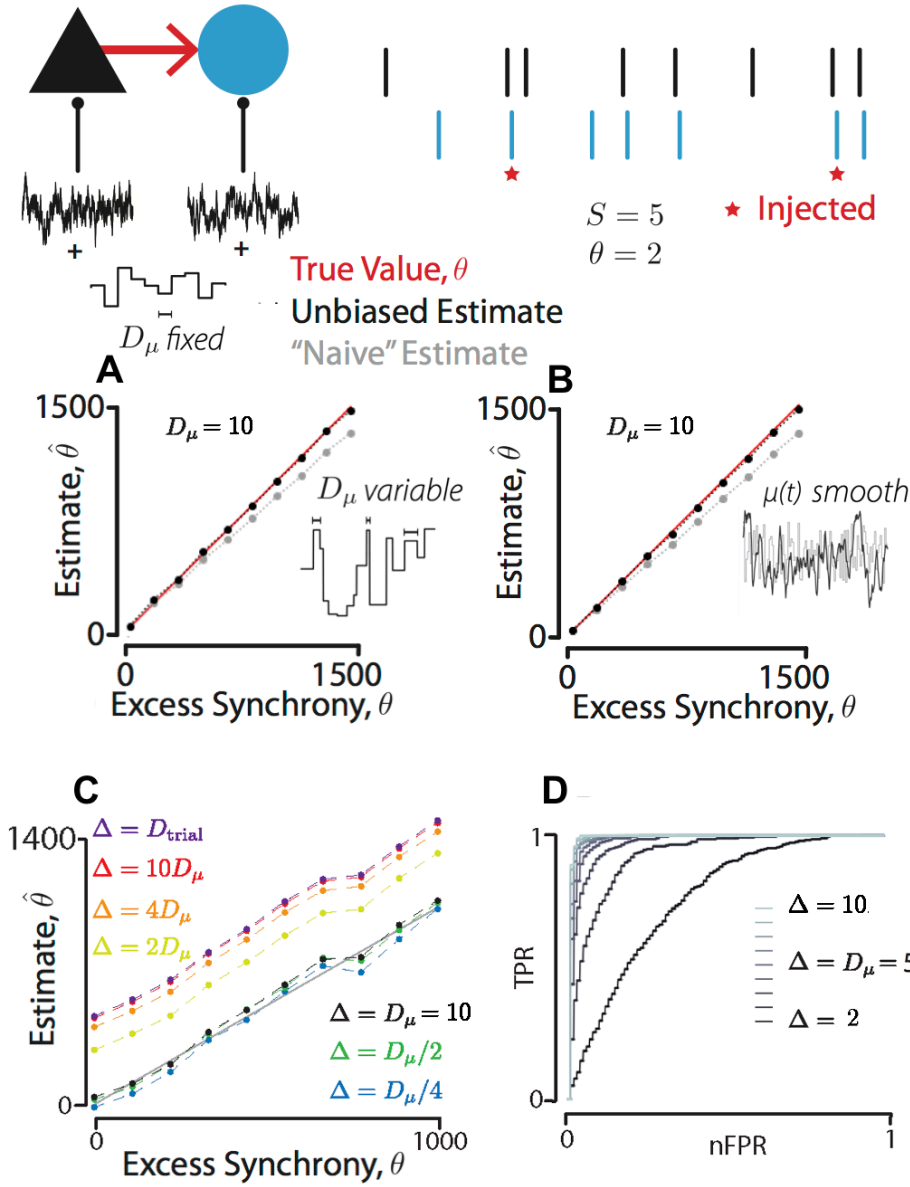 +
+
S = 5
θ = 2
★ Injected
D_μ fixed
True Value, θ
Unbiased Estimate
“Naive” Estimate
A
1500
0
Estimate, θ̂
D_μ = 10
D_μ variable
0
1500
Excess Synchrony, θ
B
1500
0
Estimate, θ̂
D_μ = 10
μ(t) smooth
0
1500
Excess Synchrony, θ
C
1400
0
Estimate, θ̂
Δ = D_trial
Δ = 10D_μ
Δ = 4D_μ
Δ = 2D_μ
Δ = D_μ = 10
Δ = D_μ/2
Δ = D_μ/4
0
1000
Excess Synchrony, θ
D
1
0
TPR
Δ = 10
Δ = D_μ = 5
Δ = 2
0
1
nFPR